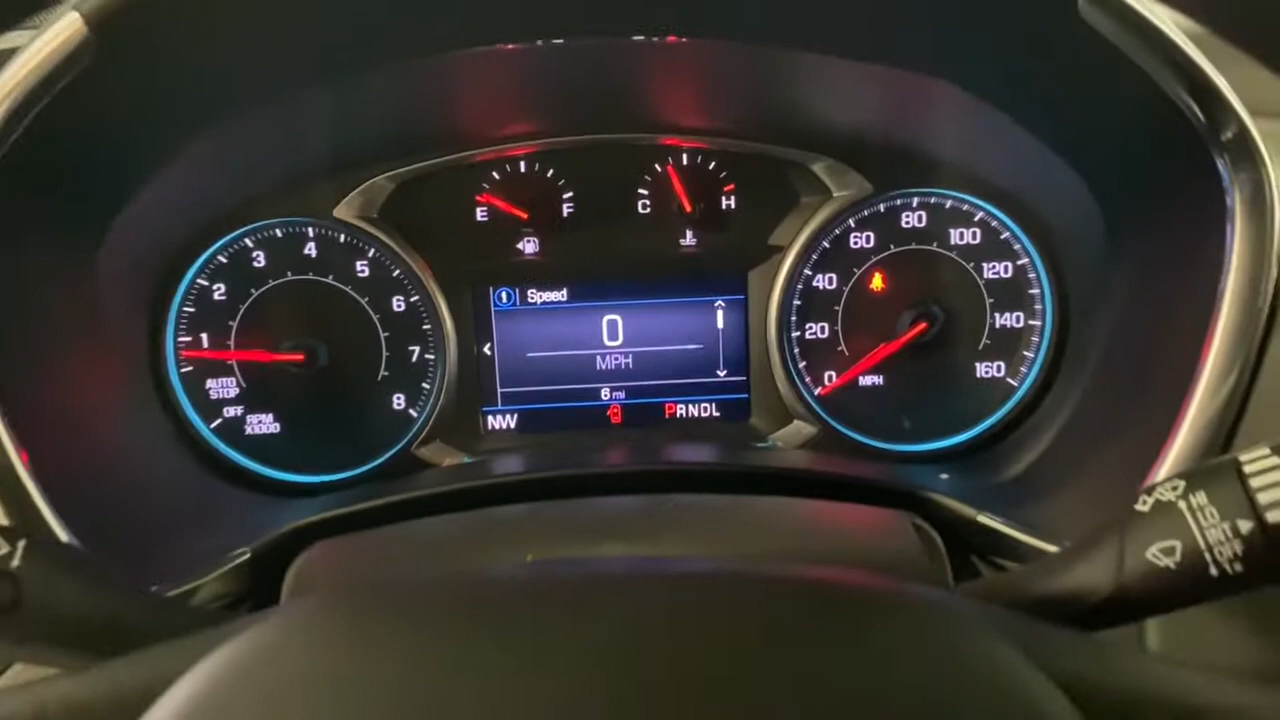 E F
C H
1 2 3 4 5 6 7 8
AUTO
STOP
OFF
RPM
X1000
i Speed
0
MPH
6 mi
NW PRNDL
0 20 40 60 80 100 120 140 160
MPH
HI
LO
INT
OFF